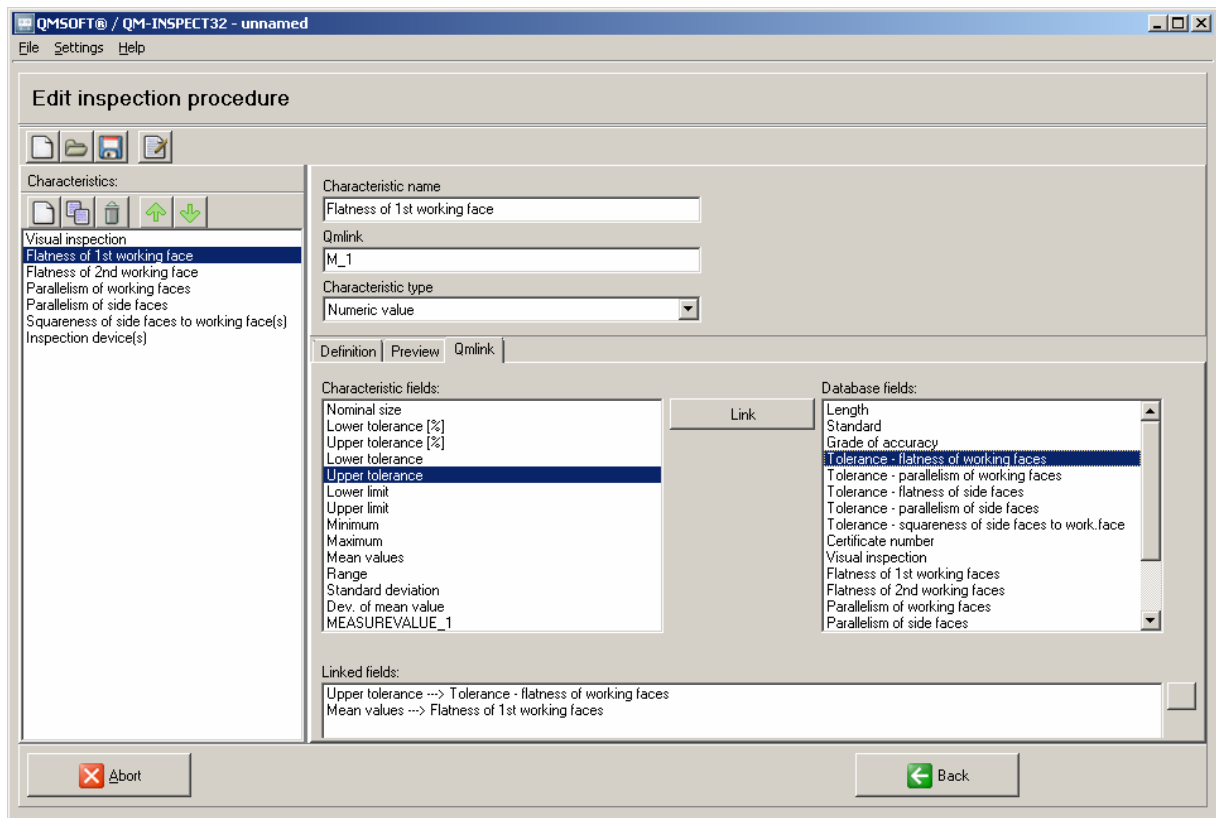 QMSOFT® / QM-INSPECT32 - unnamed
File Settings Help
Edit inspection procedure
Characteristics:
Visual inspection
Flatness of 1st working face
Flatness of 2nd working face
Parallelism of working faces
Parallelism of side faces
Squareness of side faces to working face(s)
Inspection device(s)
Characteristic name
Flatness of 1st working face
Qmlink
M_1
Characteristic type
Numeric value
Definition Preview Qmlink
Characteristic fields:
Nominal size
Lower tolerance [%]
Upper tolerance [%]
Lower tolerance
Upper tolerance
Lower limit
Upper limit
Minimum
Maximum
Mean values
Range
Standard deviation
Dev. of mean value
MEASUREVALUE_1
Link
Database fields:
Length
Standard
Grade of accuracy
Tolerance - flatness of working faces
Tolerance - parallelism of working faces
Tolerance - flatness of side faces
Tolerance - parallelism of side faces
Tolerance - squareness of side faces to work.face
Certificate number
Visual inspection
Flatness of 1st working faces
Flatness of 2nd working faces
Parallelism of working faces
Parallelism of side faces
Linked fields:
Upper tolerance ---> Tolerance - flatness of working faces
Mean values ---> Flatness of 1st working faces
Abort
Back